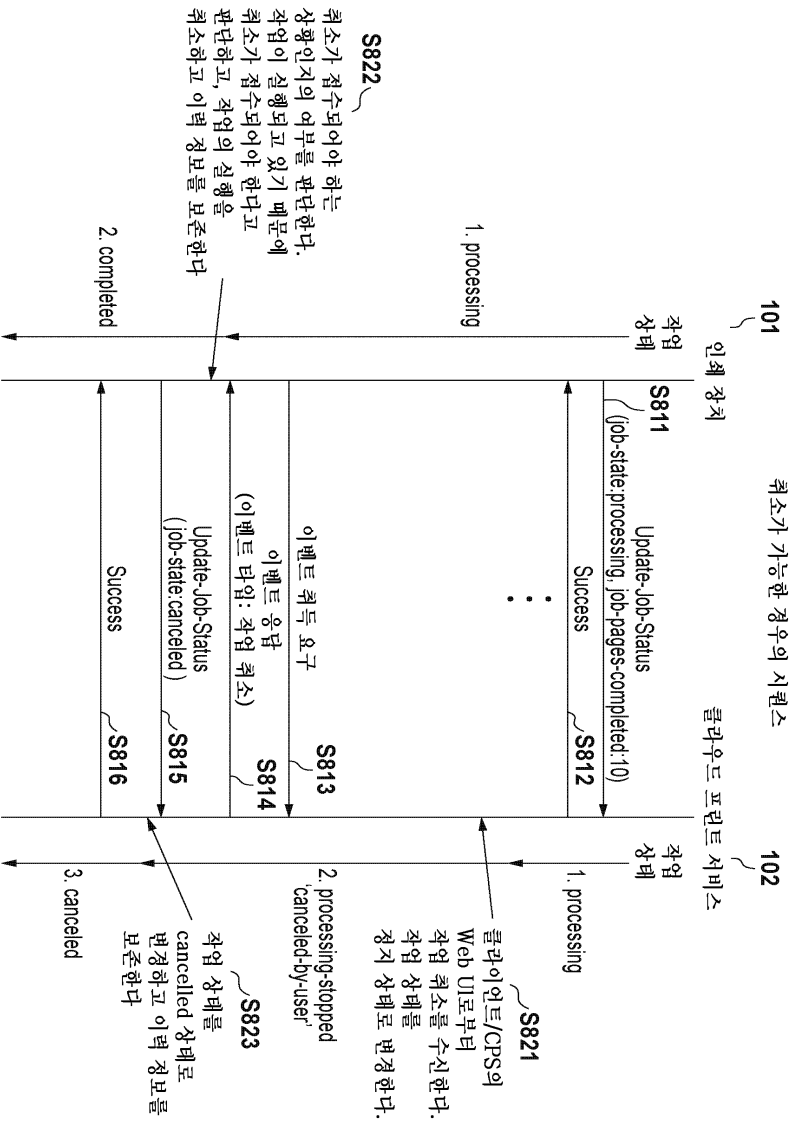 취소가 가능한 경우의 시퀀스
101
인쇄 장치
102
클라우드 프린트 서비스
작업
상태
작업
상태
S811
Update-Job-Status
(job-state:processing, job-pages-completed:10)
1. processing
Success
S812
1. processing
S821
클라이언트/CPS의
Web UI로부터
작업 취소를 수신한다.
작업 상태를
정지 상태로 변경한다.
이벤트 취득 요구
S813
2. processing-stopped
'canceled-by-user'
이벤트 응답
(이벤트 타입: 작업 취소)
S814
S822
취소가 접수되어야 하는
상황인지의 여부를 판단한다.
작업이 실행되고 있기 때문에
취소가 접수되어야 한다고
판단하고, 작업의 실행을
취소하고 이력 정보를 보존한다
Update-Job-Status
( job-state:canceled )
S815
S823
작업 상태를
cancelled 상태로
변경하고 이력 정보를
보존한다
2. completed
Success
S816
3. canceled